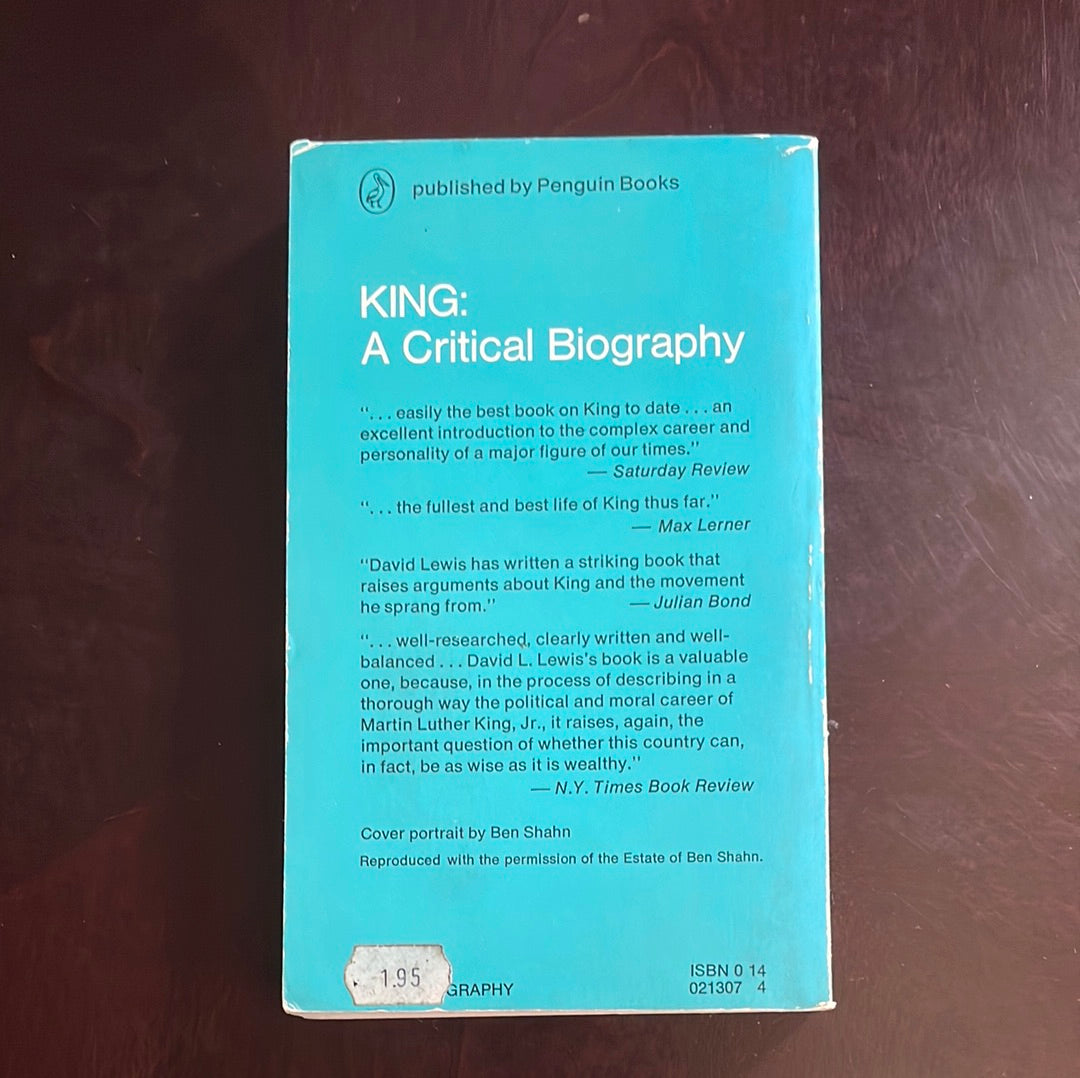 published by Penguin Books
KING:
A Critical Biography
“. . . easily the best book on King to date . . . an
excellent introduction to the complex career and
personality of a major figure of our times.”
— Saturday Review
“. . . the fullest and best life of King thus far.”
— Max Lerner
“David Lewis has written a striking book that
raises arguments about King and the movement
he sprang from.” — Julian Bond
“. . . well-researched, clearly written and well-
balanced . . . David L. Lewis's book is a valuable
one, because, in the process of describing in a
thorough way the political and moral career of
Martin Luther King, Jr., it raises, again, the
important question of whether this country can,
in fact, be as wise as it is wealthy.”
— N.Y. Times Book Review
Cover portrait by Ben Shahn
Reproduced with the permission of the Estate of Ben Shahn.
1.95
GRAPHY
ISBN 0 14
021307 4